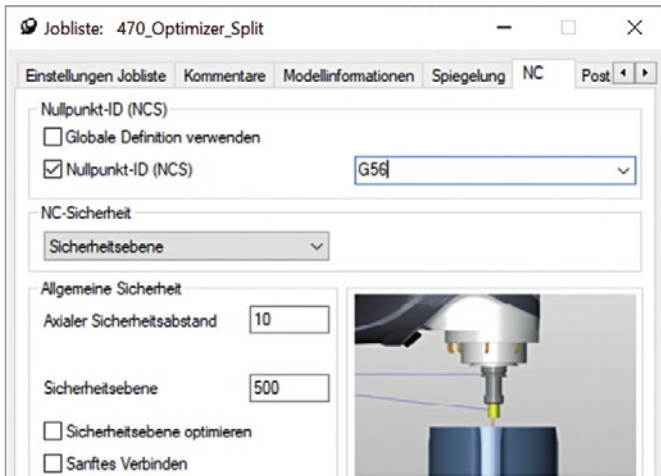 Jobliste: 470_Optimizer_Split
Einstellungen Jobliste Kommentare Modellinformationen Spiegelung NC Post
Nullpunkt-ID (NCS)
Globale Definition verwenden
Nullpunkt-ID (NCS) G56
NC-Sicherheit
Sicherheitsebene
Allgemeine Sicherheit
Axialer Sicherheitsabstand 10
Sicherheitsebene 500
Sicherheitsebene optimieren
Sanftes Verbinden